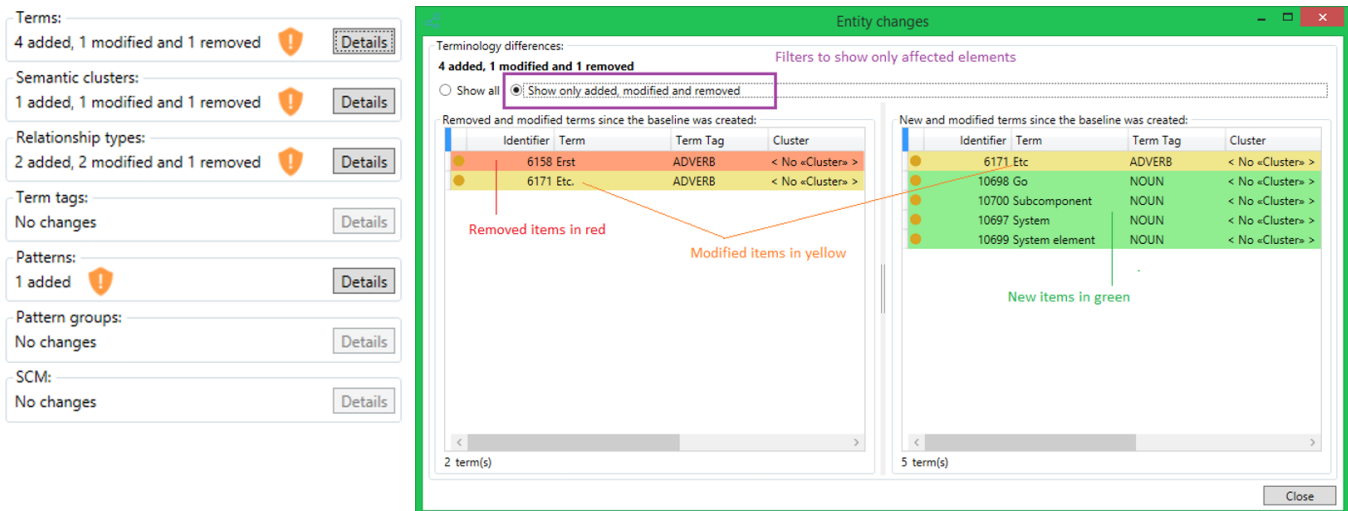 Terms:
4 added, 1 modified and 1 removed
Details
Semantic clusters:
1 added, 1 modified and 1 removed
Details
Relationship types:
2 added, 2 modified and 1 removed
Details
Term tags:
No changes
Details
Patterns:
1 added
Details
Pattern groups:
No changes
Details
SCM:
No changes
Details
Entity changes
Terminology differences:
4 added, 1 modified and 1 removed
Filters to show only affected elements
Show all
Show only added, modified and removed
Removed and modified terms since the baseline was created:
Identifier Term Term Tag Cluster
6158 Erst ADVERB < No «Cluster» >
6171 Etc. ADVERB < No «Cluster» >
Removed items in red
Modified items in yellow
2 term(s)
New and modified terms since the baseline was created:
Identifier Term Term Tag Cluster
6171 Etc ADVERB < No «Cluster» >
10698 Go NOUN < No «Cluster» >
10700 Subcomponent NOUN < No «Cluster» >
10697 System NOUN < No «Cluster» >
10699 System element NOUN < No «Cluster» >
New items in green
5 term(s)
Close